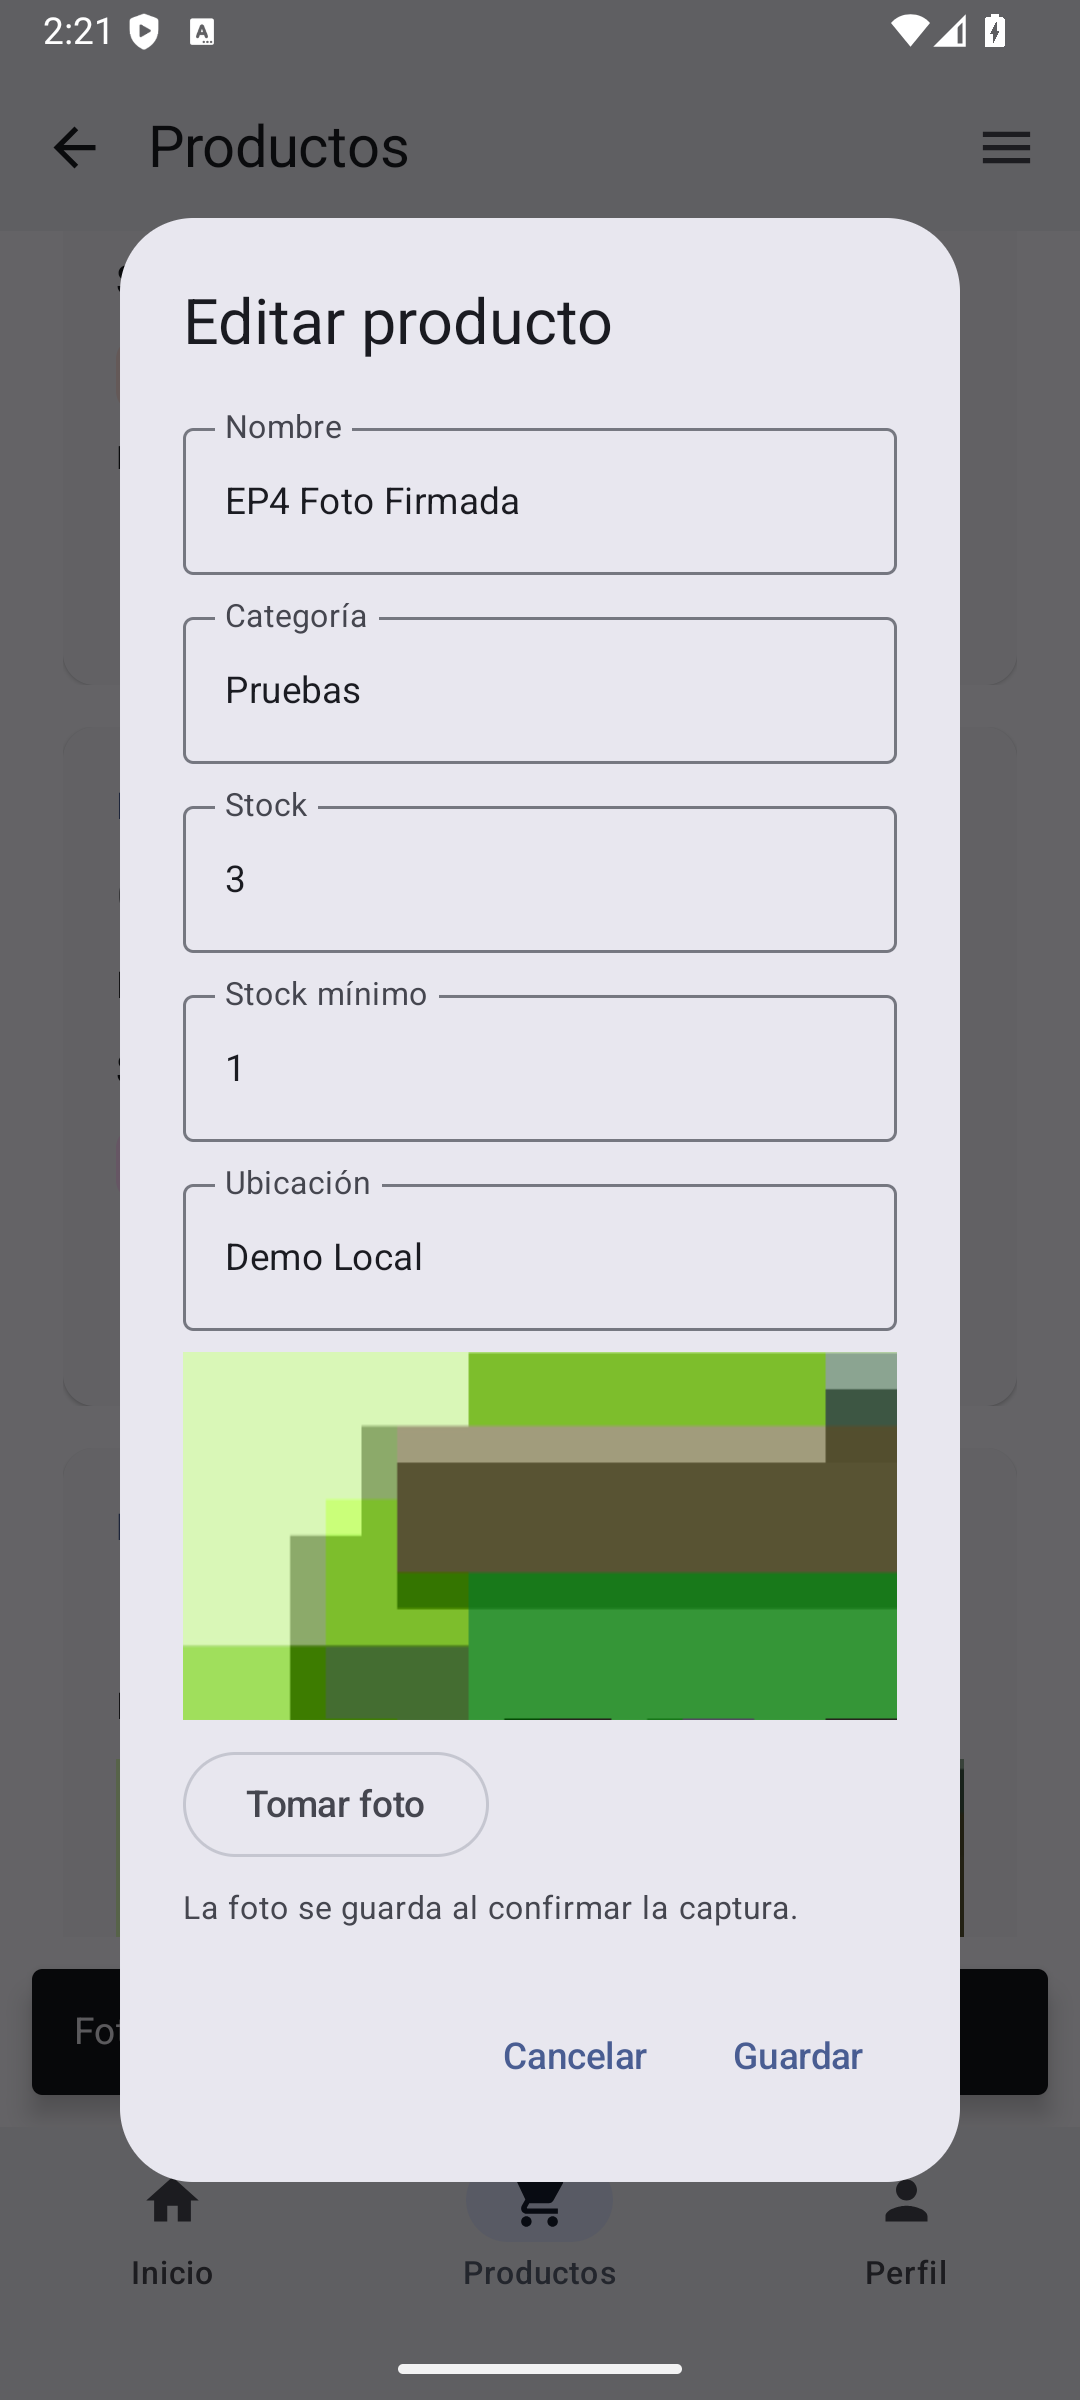 2:21
Productos
Editar producto
Nombre
EP4 Foto Firmada
Categoría
Pruebas
Stock
3
Stock mínimo
1
Ubicación
Demo Local
Tomar foto
La foto se guarda al confirmar la captura.
Cancelar Guardar
Inicio Productos Perfil